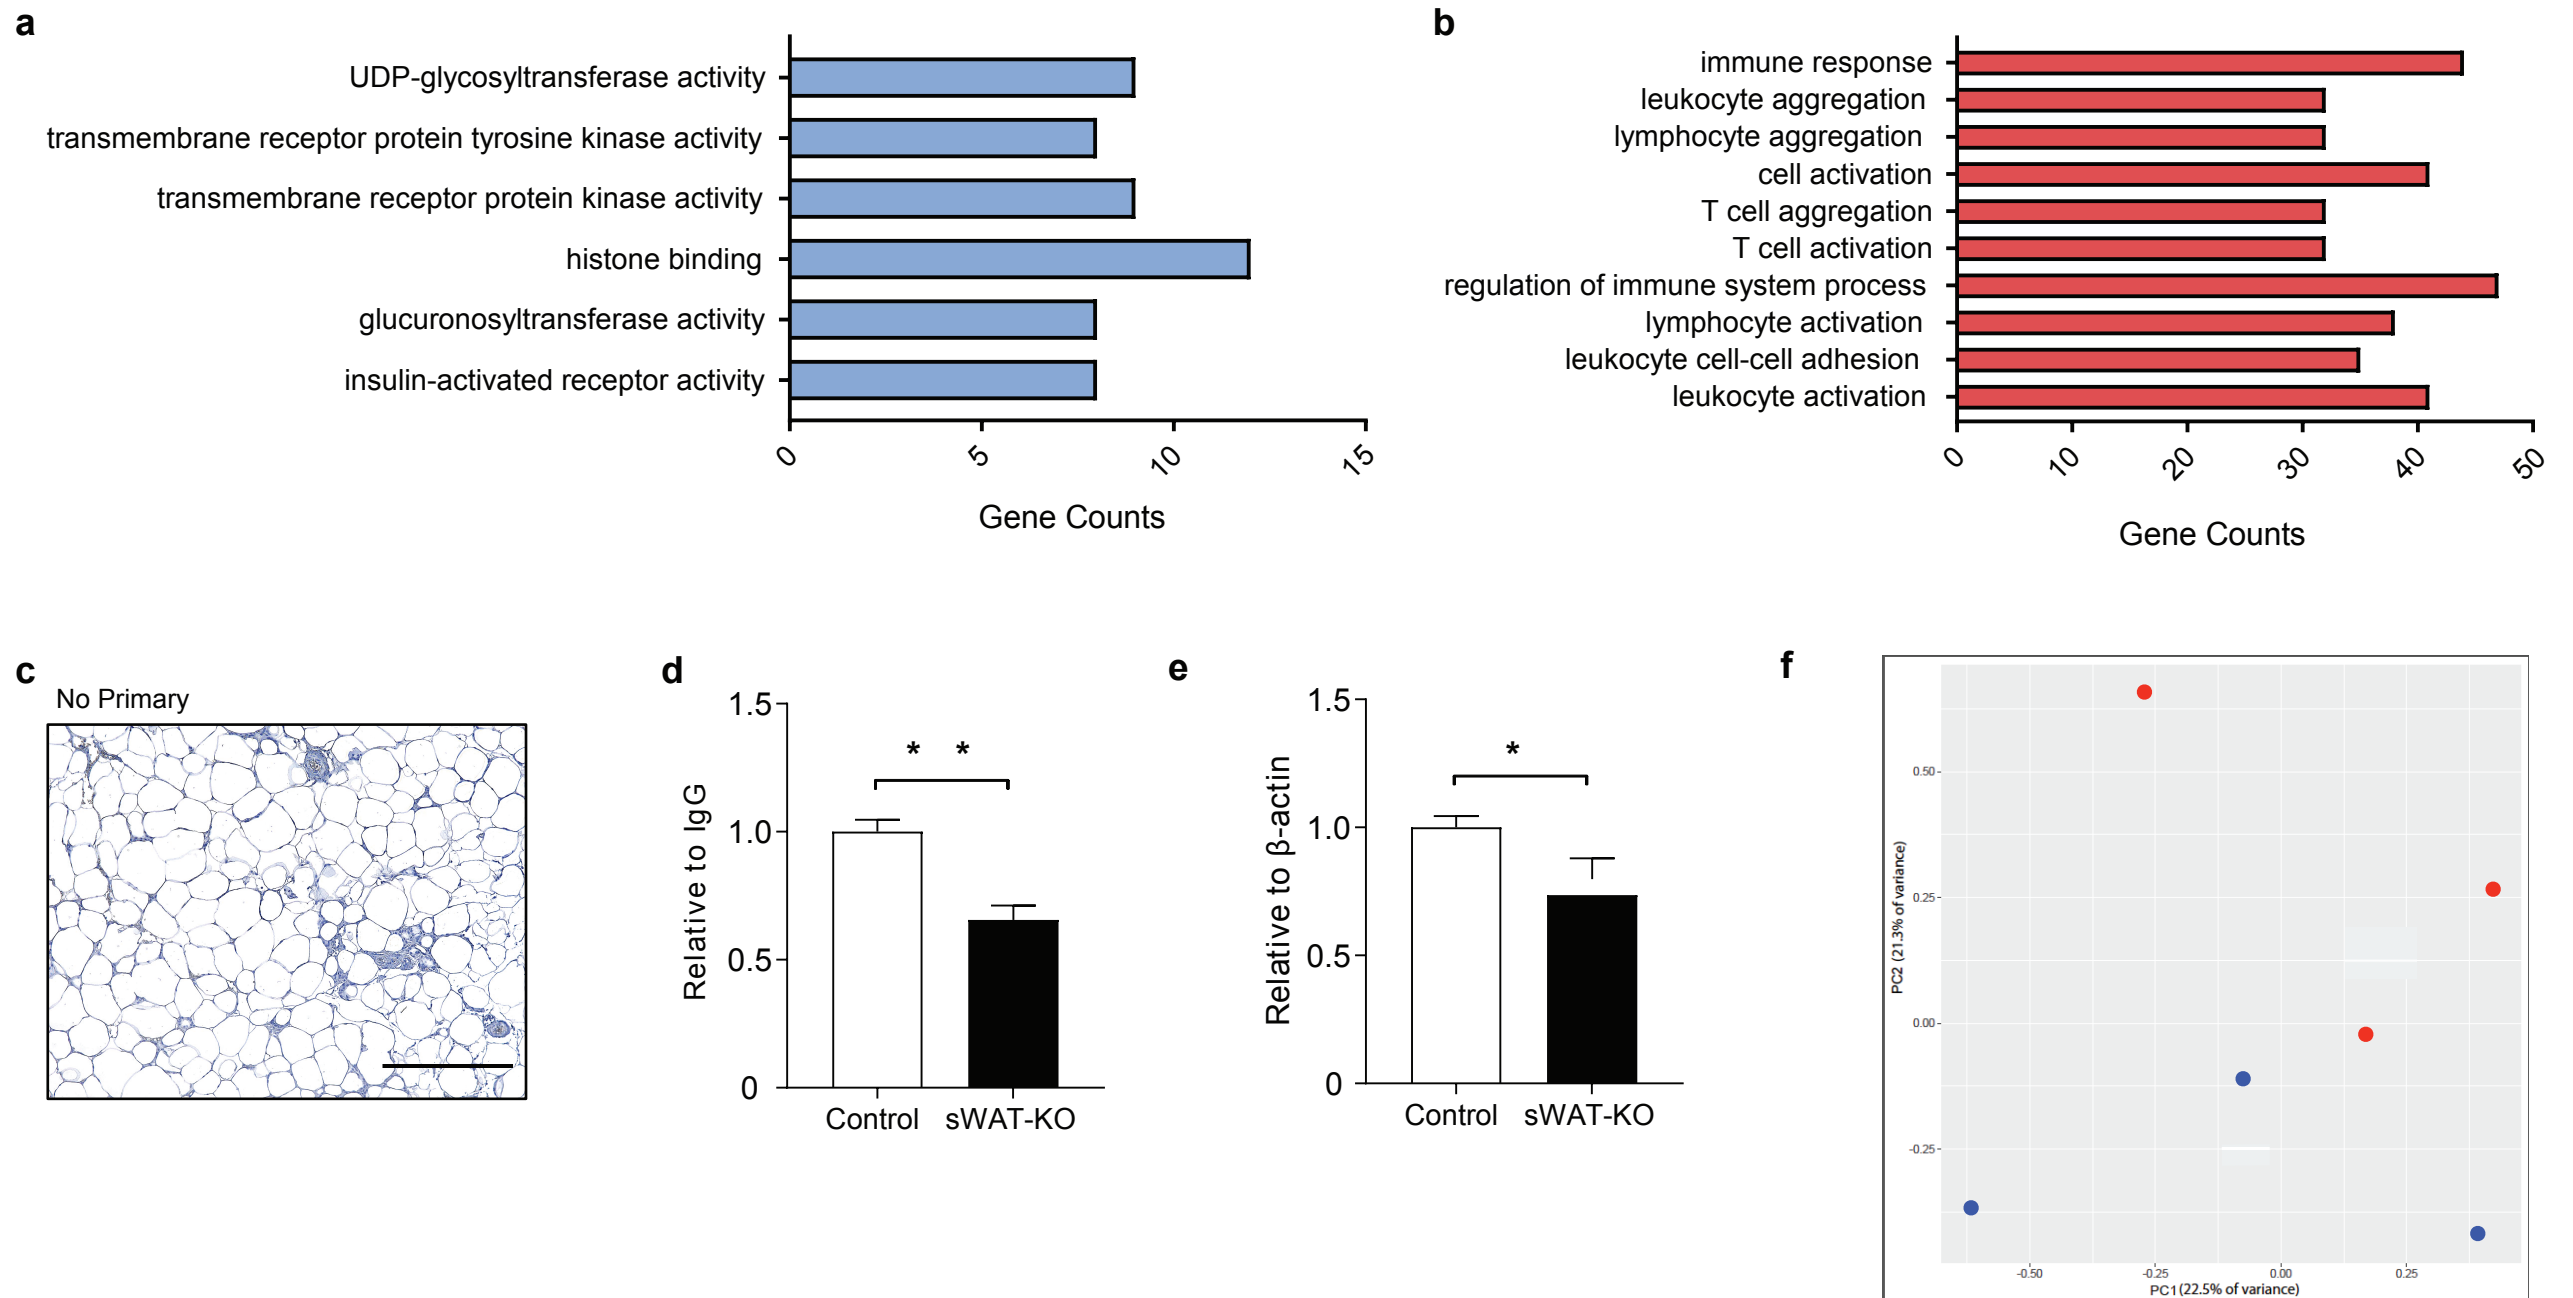 a
UDP-glycosyltransferase activity
transmembrane receptor protein tyrosine kinase activity
transmembrane receptor protein kinase activity
histone binding
glucuronosyltransferase activity
insulin-activated receptor activity
0
5
10
15
Gene Counts
b
immune response
leukocyte aggregation
lymphocyte aggregation
cell activation
T cell aggregation
T cell activation
regulation of immune system process
lymphocyte activation
leukocyte cell-cell adhesion
leukocyte activation
0
10
20
30
40
50
Gene Counts
c
No Primary
d
Relative to IgG
1.5
1.0
0.5
0
* *
Control sWAT-KO
e
Relative to β-actin
1.5
1.0
0.5
0
*
Control sWAT-KO
f
PC2 (21.3% of variance)
0.50
0.25
0.00
-0.25
-0.50
-0.25
0.00
0.25
PC1 (22.5% of variance)